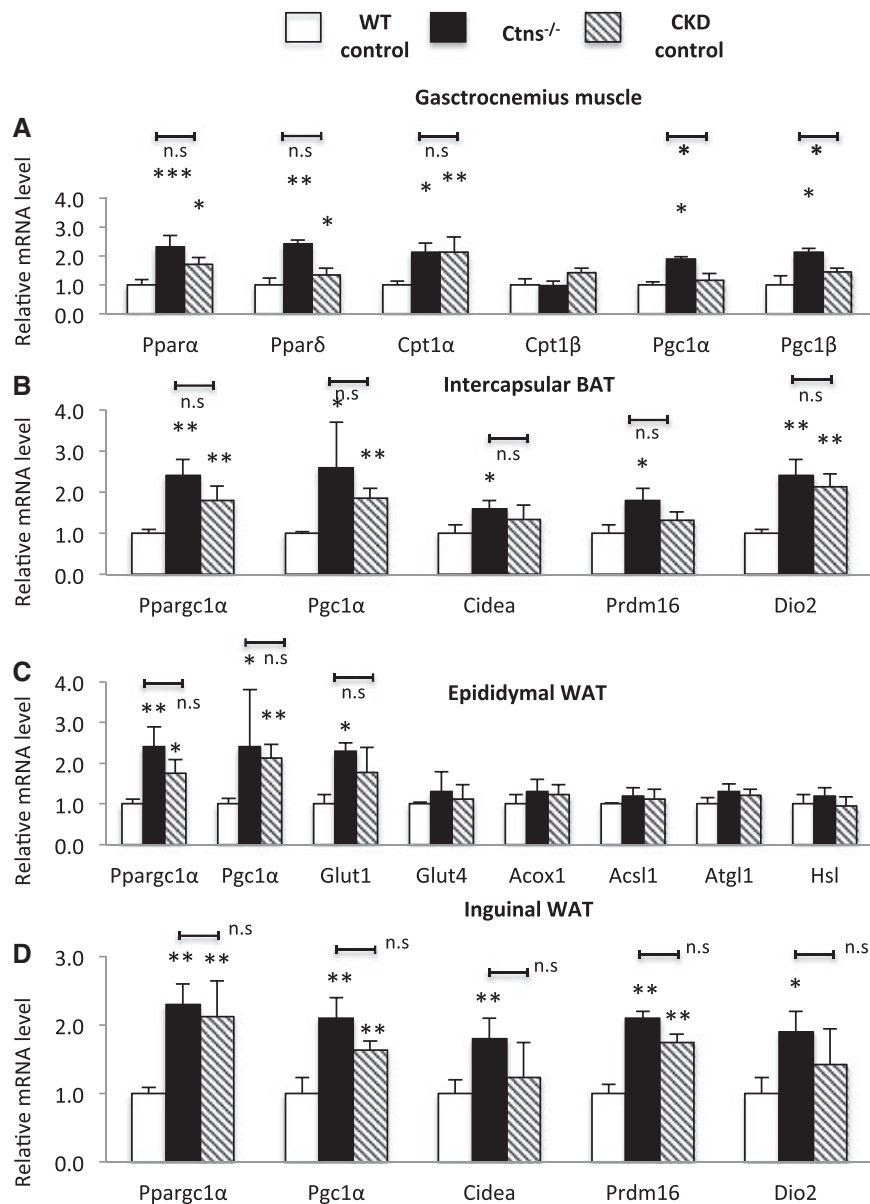 WT control Ctns-/- CKD control
Gasctrocnemius muscle
A
n.s n.s n.s * *
*** * ** * * ** * *
Relative mRNA level
4.0
3.0
2.0
1.0
0.0
Pparα Pparδ Cpt1α Cpt1β Pgc1α Pgc1β
B
Intercapsular BAT
n.s n.s n.s n.s n.s
** ** * ** * * ** **
Relative mRNA level
4.0
3.0
2.0
1.0
0.0
Ppargc1α Pgc1α Cidea Prdm16 Dio2
C
Epididymal WAT
n.s n.s n.s
** * * ** *
Relative mRNA level
4.0
3.0
2.0
1.0
0.0
Ppargc1α Pgc1α Glut1 Glut4 Acox1 Acsl1 Atgl1 Hsl
Inguinal WAT
D
n.s n.s n.s n.s n.s
** ** ** ** ** ** ** *
Relative mRNA level
3.0
2.0
1.0
0.0
Ppargc1α Pgc1α Cidea Prdm16 Dio2